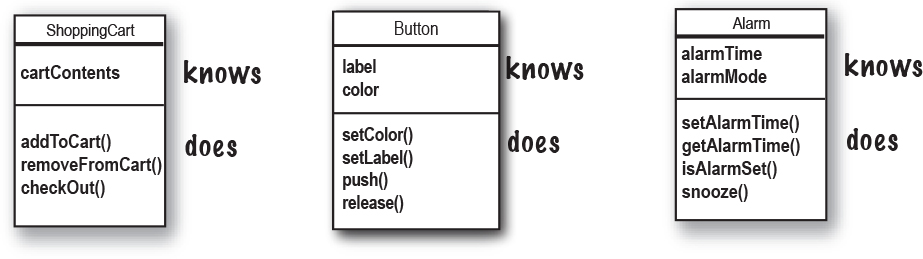 ShoppingCart
cartContents
knows
addToCart()
removeFromCart()
checkOut()
does
Button
label
color
knows
setColor()
setLabel()
push()
release()
does
Alarm
alarmTime
alarmMode
knows
setAlarmTime()
getAlarmTime()
isAlarmSet()
snooze()
does